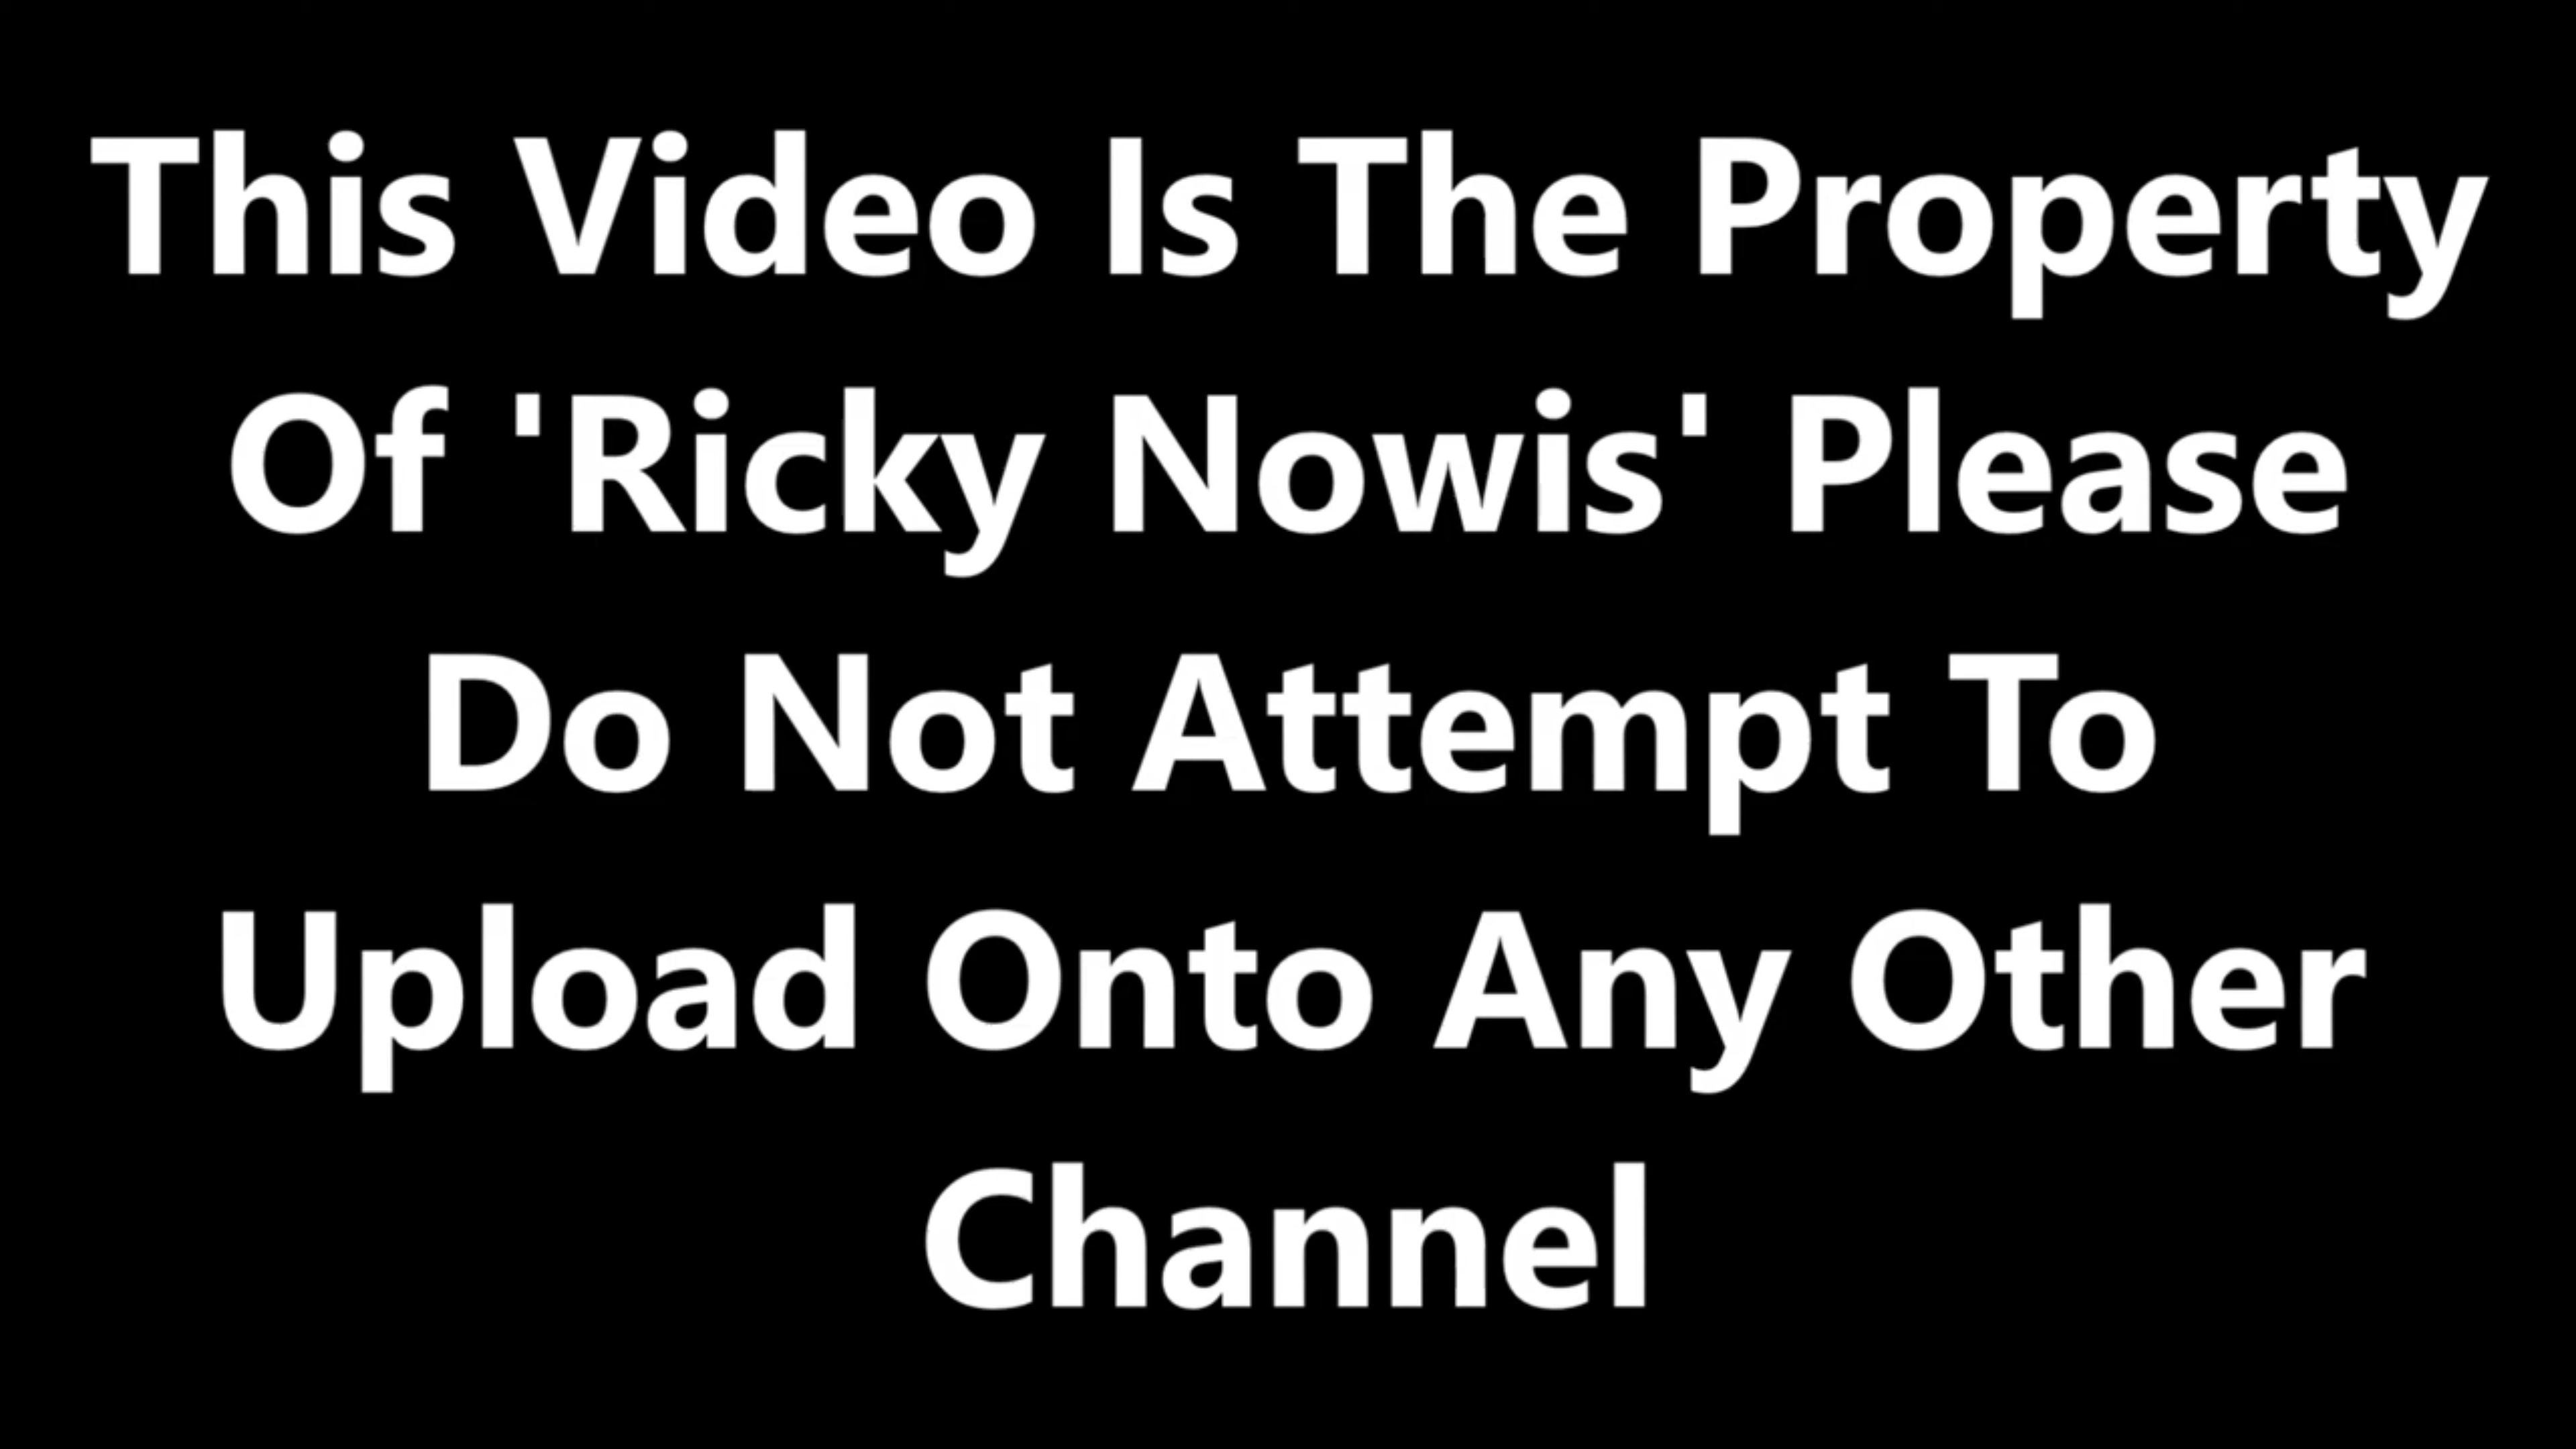 This Video Is The Property
Of 'Ricky Nowis' Please
Do Not Attempt To
Upload Onto Any Other
Channel